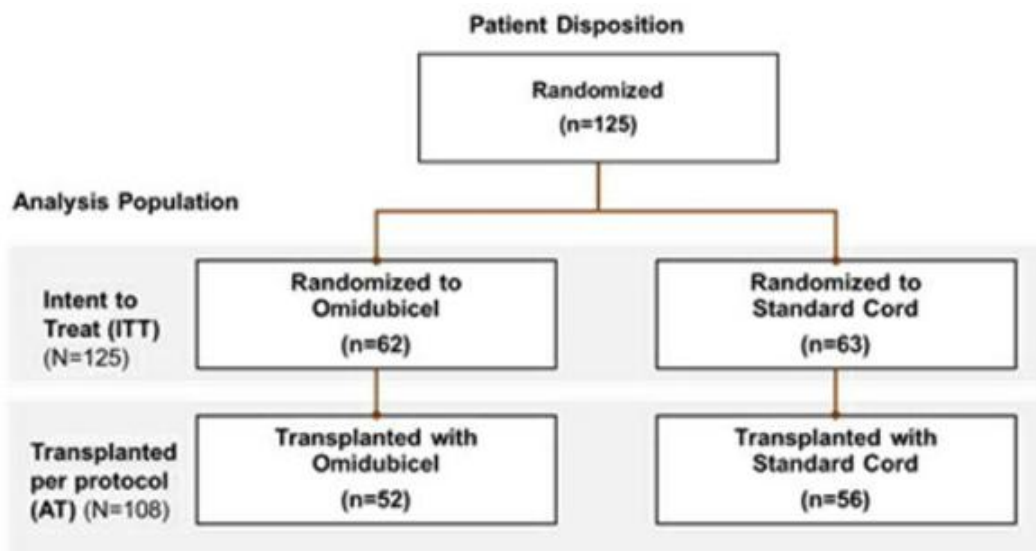 Patient Disposition
Randomized
(n=125)
Analysis Population
Intent to
Treat (ITT)
(N=125)
Randomized to
Omidubicel
(n=62)
Randomized to
Standard Cord
(n=63)
Transplanted
per protocol
(AT) (N=108)
Transplanted with
Omidubicel
(n=52)
Transplanted with
Standard Cord
(n=56)